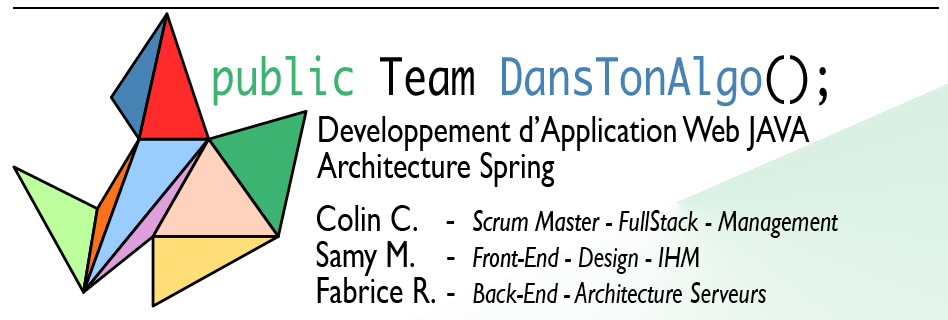 public Team DansTonAlgo();
Developpement d'Application Web JAVA
Architecture Spring
Colin C. - Scrum Master - FullStack - Management
Samy M. - Front-End - Design - IHM
Fabrice R. - Back-End - Architecture Serveurs